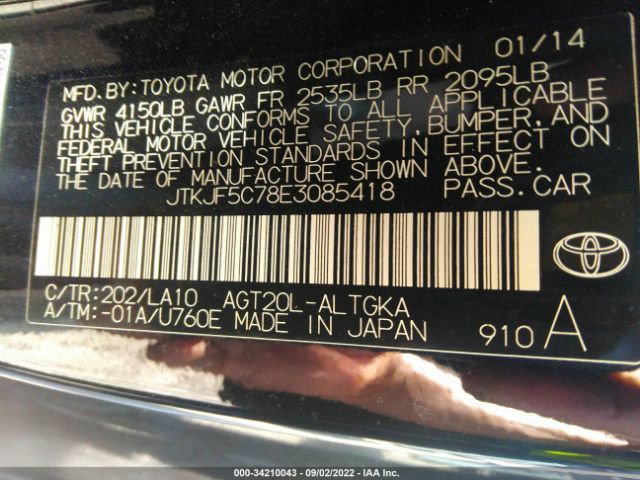 MFD.BY:TOYOTA MOTOR CORPORATION 01/14
GVWR 4150LB GAWR FR 2535LB RR 2095LB
THIS VEHICLE CONFORMS TO ALL APPLICABLE
FEDERAL MOTOR VEHICLE SAFETY,BUMPER,AND
THEFT PREVENTION STANDARDS IN EFFECT ON
THE DATE OF MANUFACTURE SHOWN ABOVE.
JTKJF5C78E3085418 PASS.CAR
C/TR:202/LA10 AGT20L-ALTGKA
A/TM:-01A/U760E MADE IN JAPAN 910A
TOYOTA
000-34210043 - 09/02/2022 - IAA Inc.